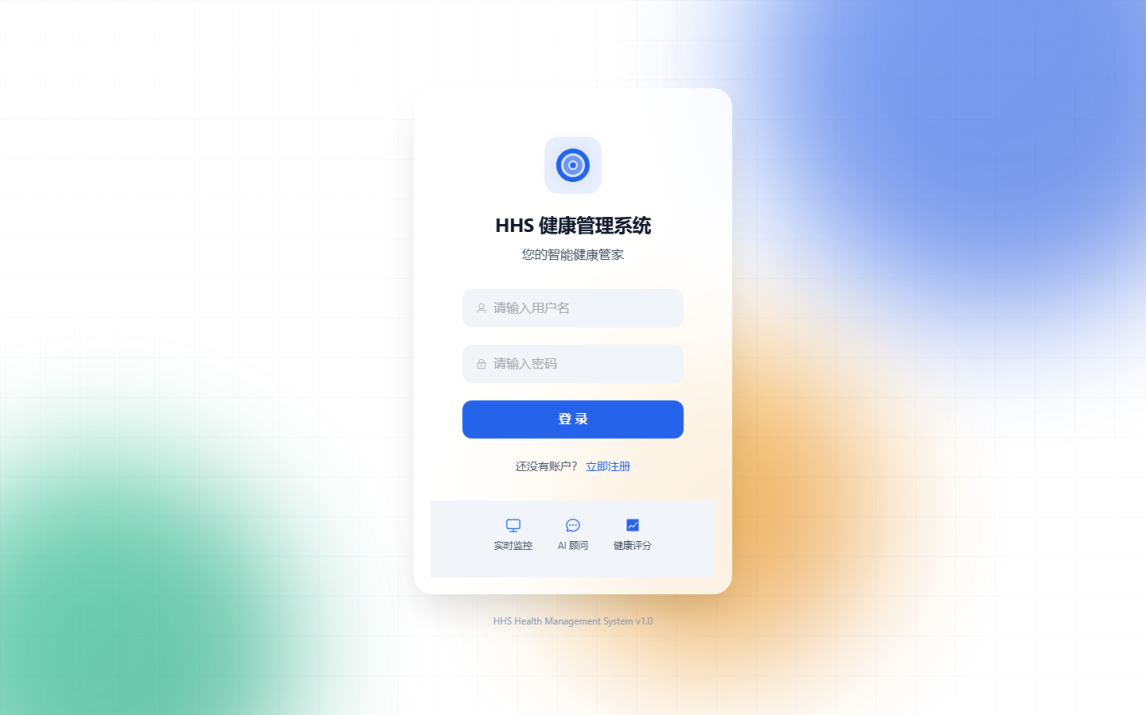 HHS 健康管理系统
您的智能健康管家
请输入用户名
请输入密码
登 录
还没有账户? 立即注册
实时监控 AI 顾问 健康评分
HHS Health Management System v1.0